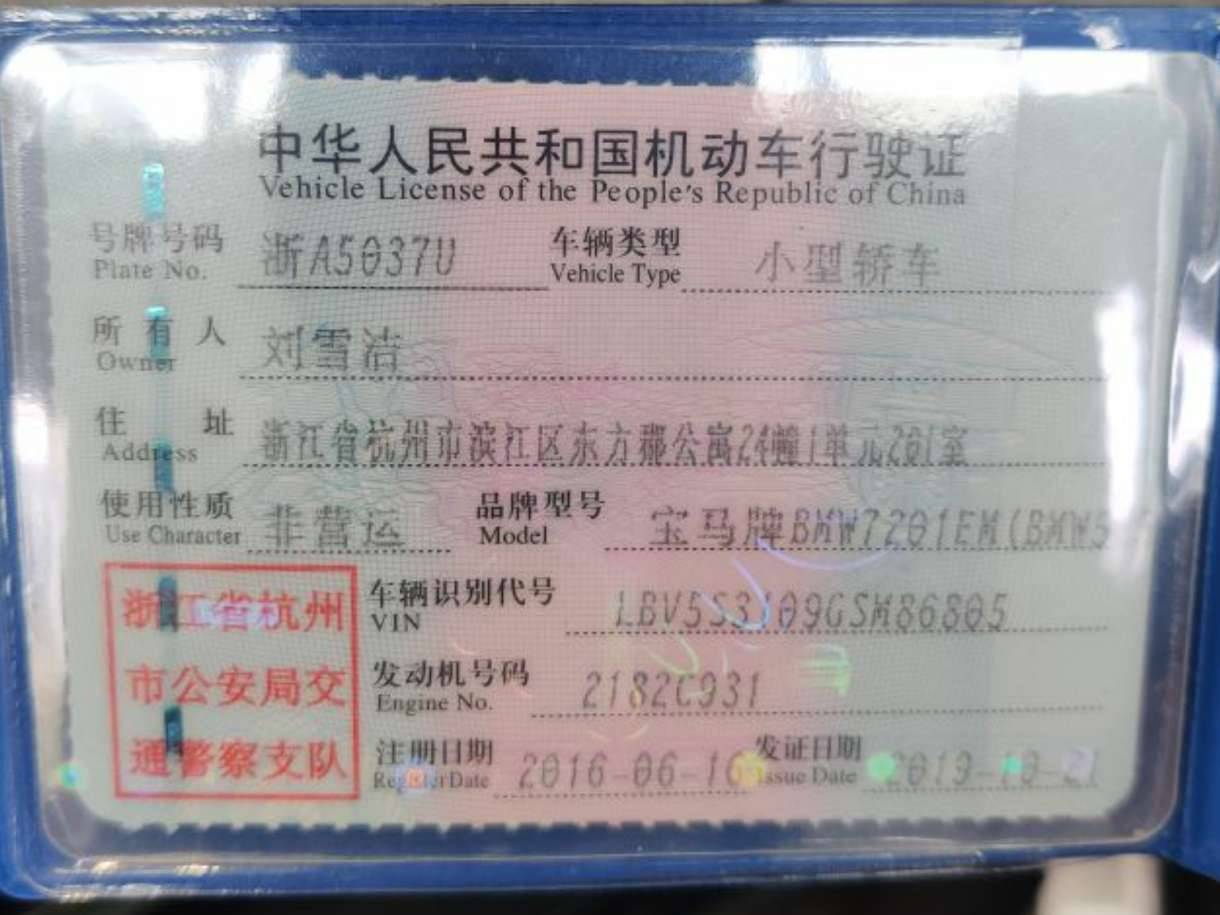 中华人民共和国机动车行驶证
Vehicle License of the People's Republic of China
号牌号码 浙A5037U 车辆类型 小型轿车
Plate No. Vehicle Type
所有人 刘雪洁
Owner
住址 浙江省杭州市滨江区东方郡公寓24幢1单元201室
Address
使用性质 非营运 品牌型号 宝马牌BMW7201EM(BMW5
Use Character Model
浙江省杭州 车辆识别代号 LBV5S3109GSM86805
VIN
市公安局交 发动机号码 2182C931
Engine No.
通警察支队 注册日期 2016-06-16 发证日期
Register Date Issue Date